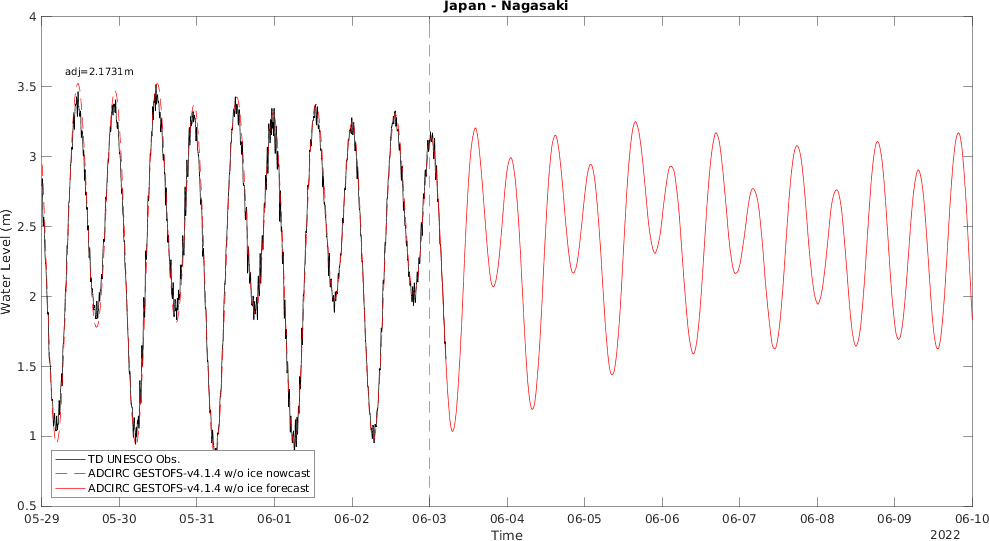 Japan - Nagasaki
adj=2.1731m
Water Level (m)
4
3.5
3
2.5
2
1.5
1
0.5
TD UNESCO Obs.
ADCIRC GESTOFS-v4.1.4 w/o ice nowcast
ADCIRC GESTOFS-v4.1.4 w/o ice forecast
05-29 05-30 05-31 06-01 06-02 06-03 06-04 06-05 06-06 06-07 06-08 06-09 06-10
Time
2022